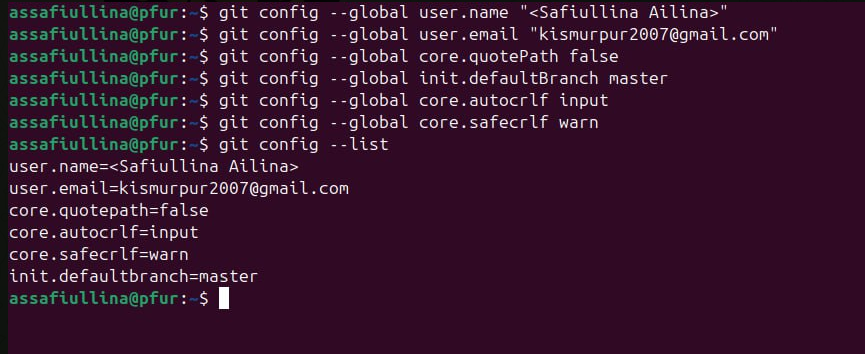 assafiullina@pfur:~$ git config --global user.name "<Safiullina Ailina>"
assafiullina@pfur:~$ git config --global user.email "kismurpur2007@gmail.com"
assafiullina@pfur:~$ git config --global core.quotePath false
assafiullina@pfur:~$ git config --global init.defaultBranch master
assafiullina@pfur:~$ git config --global core.autocrlf input
assafiullina@pfur:~$ git config --global core.safecrlf warn
assafiullina@pfur:~$ git config --list
user.name=<Safiullina Ailina>
user.email=kismurpur2007@gmail.com
core.quotepath=false
core.autocrlf=input
core.safecrlf=warn
init.defaultbranch=master
assafiullina@pfur:~$